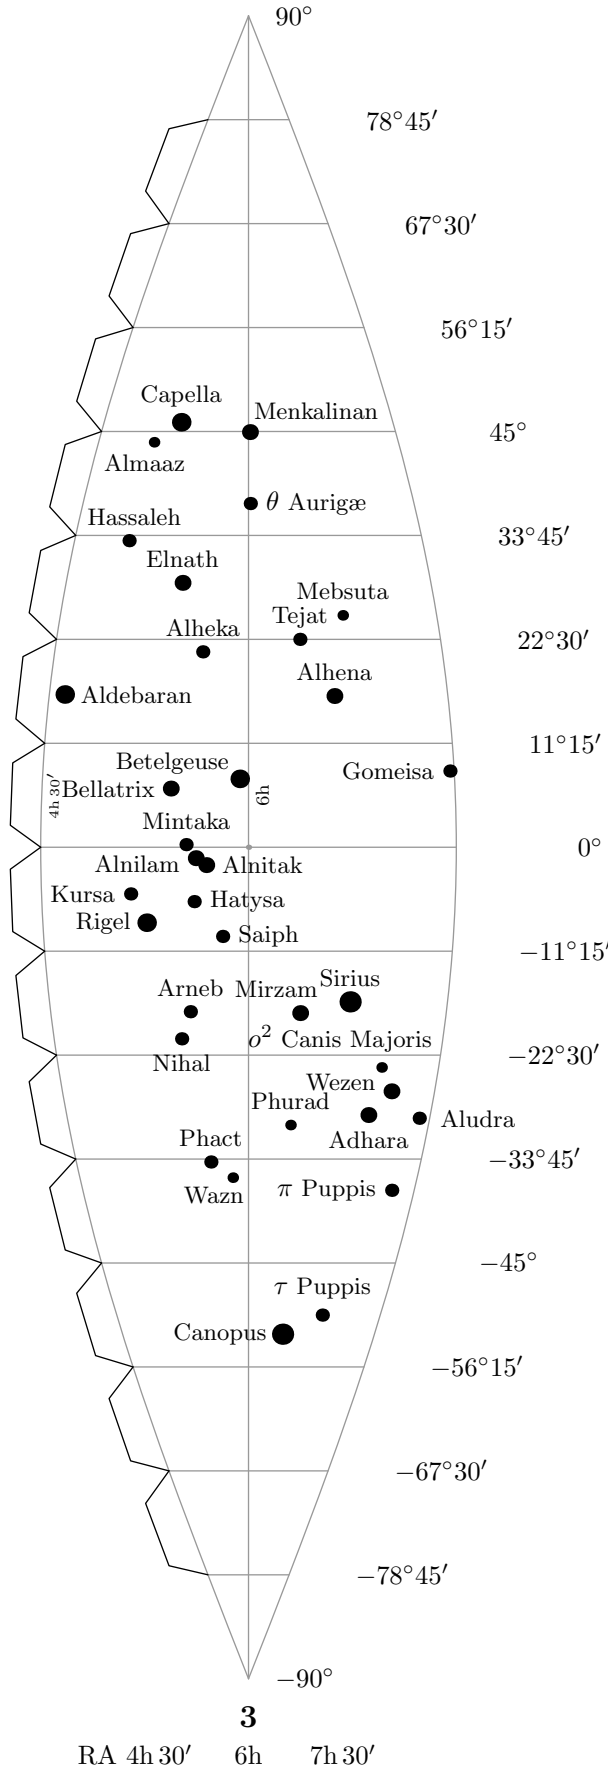 90°
78°45′
67°30′
56°15′
Capella
Menkalinan
45°
Almaaz
θ Aurigæ
Hassaleh
33°45′
Elnath
Mebsuta
Tejat
Alheka
22°30′
Alhena
Aldebaran
11°15′
Betelgeuse
Gomeisa
4h 30′
Bellatrix
6h
Mintaka
0°
Alnilam
Alnitak
Kursa
Hatysa
Rigel
Saiph
−11°15′
Sirius
Arneb
Mirzam
ο² Canis Majoris
−22°30′
Nihal
Wezen
Phurad
Aludra
Phact
Adhara
−33°45′
Wazn
π Puppis
−45°
τ Puppis
Canopus
−56°15′
−67°30′
−78°45′
−90°
3
RA 4h 30′ 6h 7h 30′